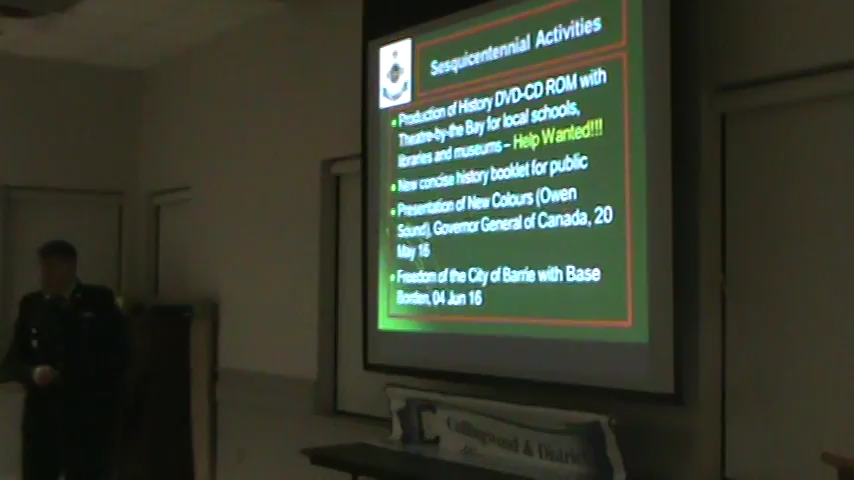 Sesquicentennial Activities
Production of History DVD-CD ROM with
Theatre-by-the Bay for local schools,
libraries and museums – Help Wanted!!!
New concise history booklet for public
Presentation of New Colours (Owen
Sound), Governor General of Canada, 20
May 16
Freedom of the City of Barrie with Base
Borden, 04 Jun 16
Collingwood & District